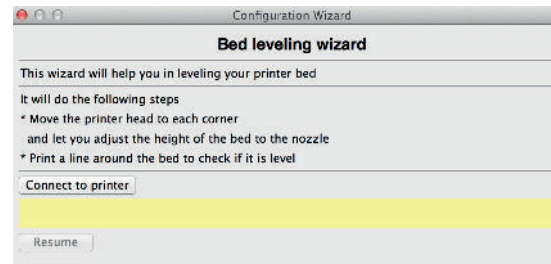 Configuration Wizard
Bed leveling wizard
This wizard will help you in leveling your printer bed
It will do the following steps
* Move the printer head to each corner
and let you adjust the height of the bed to the nozzle
* Print a line around the bed to check if it is level
Connect to printer
Resume